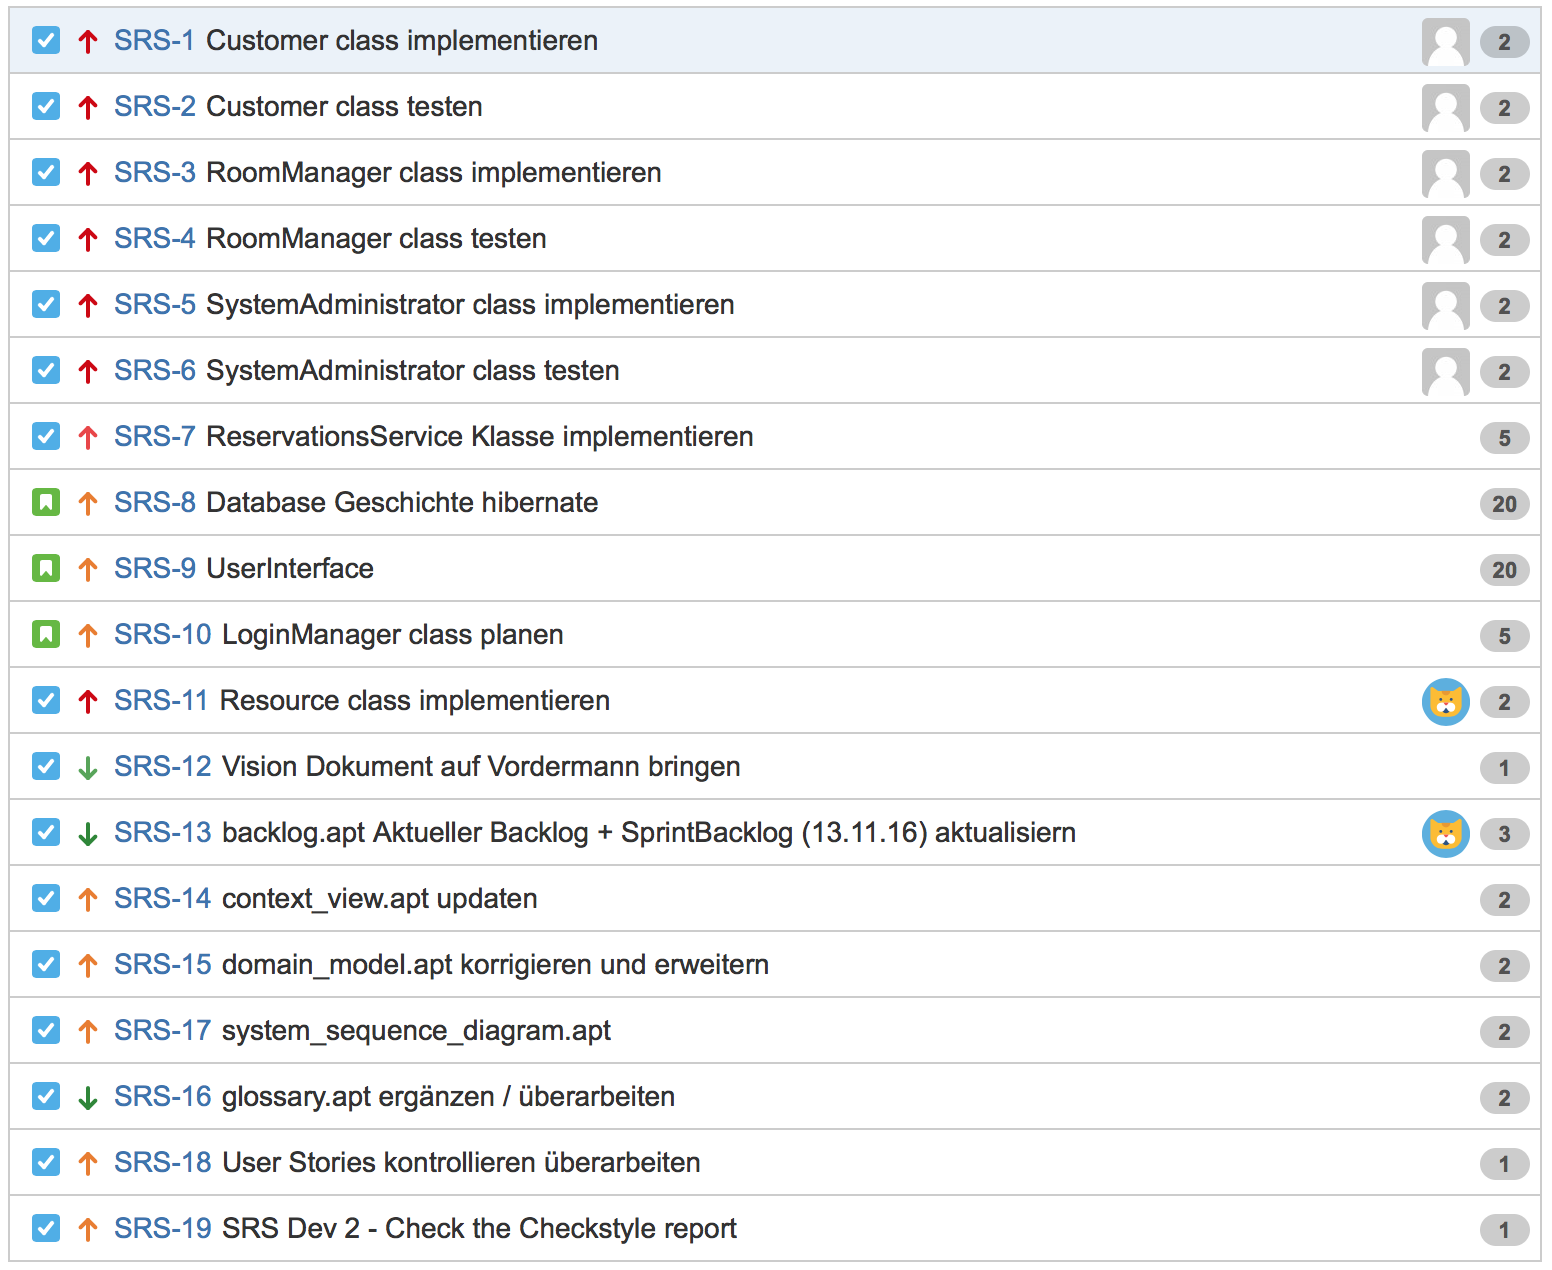 SRS-1 Customer class implementieren 2
SRS-2 Customer class testen 2
SRS-3 RoomManager class implementieren 2
SRS-4 RoomManager class testen 2
SRS-5 SystemAdministrator class implementieren 2
SRS-6 SystemAdministrator class testen 2
SRS-7 ReservationsService Klasse implementieren 5
SRS-8 Database Geschichte hibernate 20
SRS-9 UserInterface 20
SRS-10 LoginManager class planen 5
SRS-11 Resource class implementieren 2
SRS-12 Vision Dokument auf Vordermann bringen 1
SRS-13 backlog.apt Aktueller Backlog + SprintBacklog (13.11.16) aktualisiern 3
SRS-14 context_view.apt updaten 2
SRS-15 domain_model.apt korrigieren und erweitern 2
SRS-17 system_sequence_diagram.apt 2
SRS-16 glossary.apt ergänzen / überarbeiten 2
SRS-18 User Stories kontrollieren überarbeiten 1
SRS-19 SRS Dev 2 - Check the Checkstyle report 1